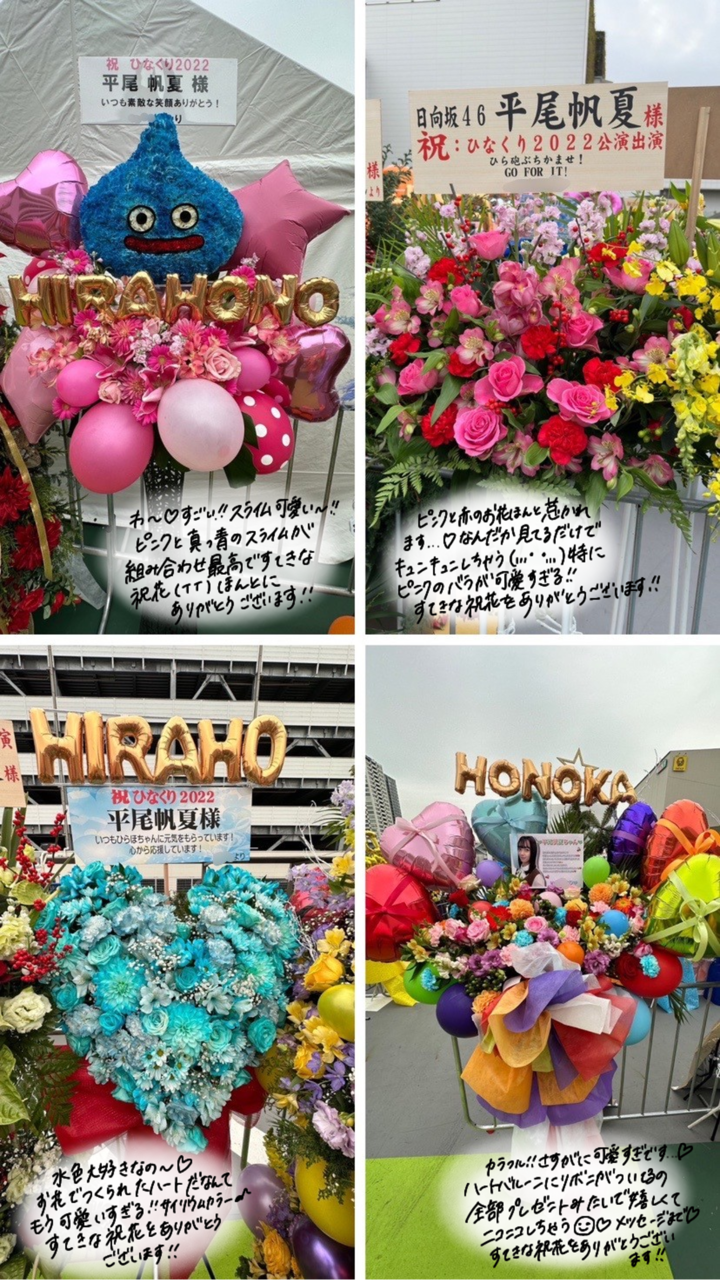 祝 ひなくり2022
平尾 帆夏 様
いつも素敵な笑顔ありがとう!
り
HIRAHONO
わ〜♡すごい!!スライム可愛い〜!!
ピンクと真っ青のスライムが
組み合わせ最高ですてきな
祝花(TT)ほんとに
ありがとうございます!!
日向坂46 平尾帆夏様
祝:ひなくり2022公演出演
ひら砲ぶちかませ!
GO FOR IT!
様
より
ピンクと赤のお花ほんと惹かれ
ます...♡なんだか見てるだけで
キュンキュンしちゃう(,,,・・,,,)特に
ピンクのバラが可愛すぎる!!
すてきな祝花をありがとうございます!!
HIRAHO
演
様
祝 ひなくり2022
平尾帆夏様
いつもひらほちゃんに元気をもらっています!
心から応援しています!
より
水色大好きなの〜♡
お花でつくられたハートだなんて
もう可愛いすぎる!!サイリウムカラー♪
すてきな祝花をありがとう
ございます!!
HONOKA
カラフル!!さすがに可愛すぎです...♡
ハートバルーンにリボンがついてるの
全部プレゼントみたいで嬉しくて
ニコニコしちゃう☺♡メッセージまで♡
すてきな祝花をありがとうござい
ます!!